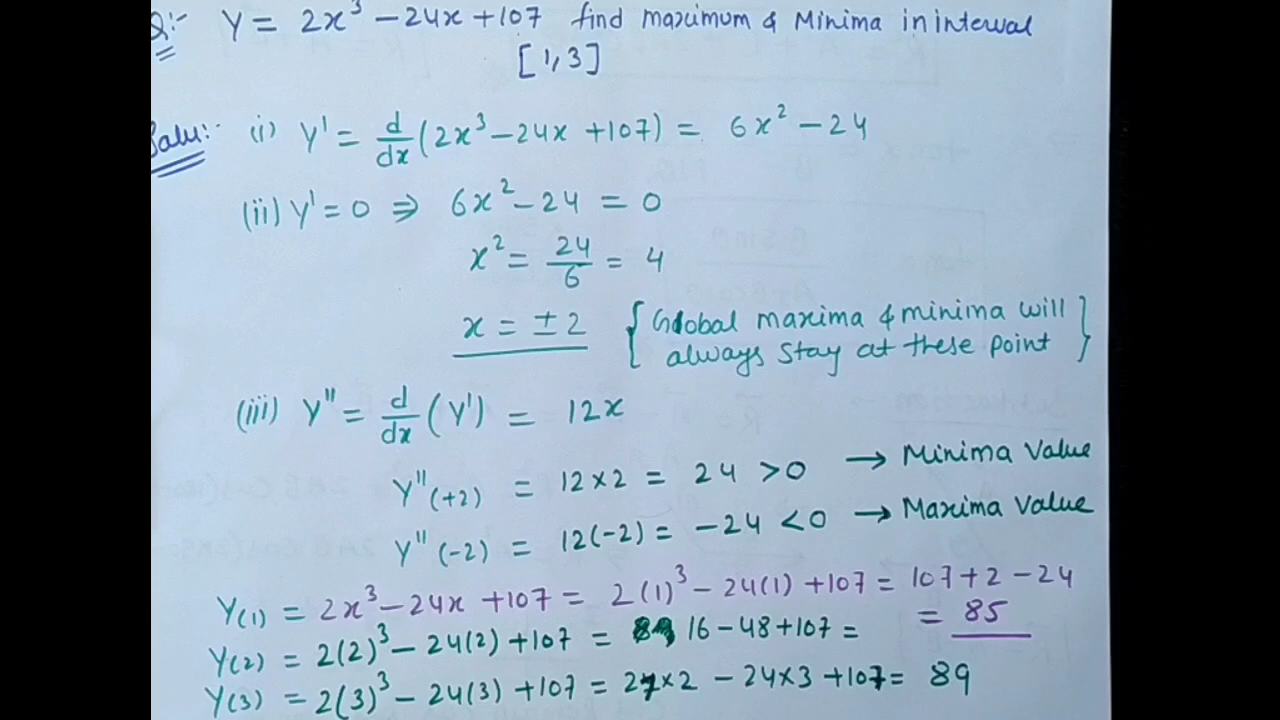 Q:- Y = 2x³ - 24x + 107 find maximum & Minima in interval
[1, 3]
Solu:- (i) Y' = d/dx (2x³ - 24x + 107) = 6x² - 24
(ii) Y' = 0 ⇒ 6x² - 24 = 0
x² = 24/6 = 4
x = ± 2 { Global maxima & minima will
always stay at these point }
(iii) Y'' = d/dx (Y') = 12x
Y''(+2) = 12×2 = 24 > 0 → Minima Value
Y''(-2) = 12(-2) = -24 < 0 → Maxima Value
Y(1) = 2x³ - 24x + 107 = 2(1)³ - 24(1) + 107 = 107 + 2 - 24
= 85
Y(2) = 2(2)³ - 24(2) + 107 = 16 - 48 + 107 =
Y(3) = 2(3)³ - 24(3) + 107 = 27×2 - 24×3 + 107 = 89